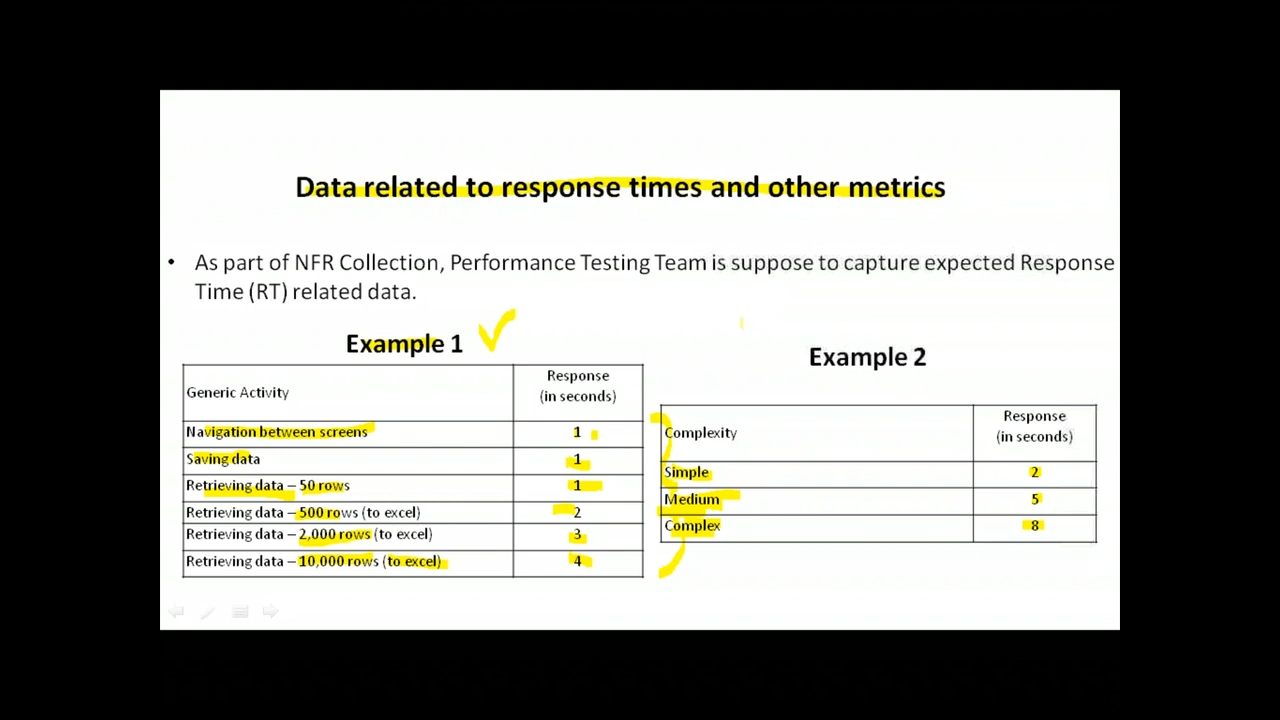 Data related to response times and other metrics
• As part of NFR Collection, Performance Testing Team is suppose to capture expected Response
Time (RT) related data.
Example 1
Generic Activity Response
(in seconds)
Navigation between screens 1
Saving data 1
Retrieving data – 50 rows 1
Retrieving data – 500 rows (to excel) 2
Retrieving data – 2,000 rows (to excel) 3
Retrieving data – 10,000 rows (to excel) 4
Example 2
Complexity Response
(in seconds)
Simple 2
Medium 5
Complex 8